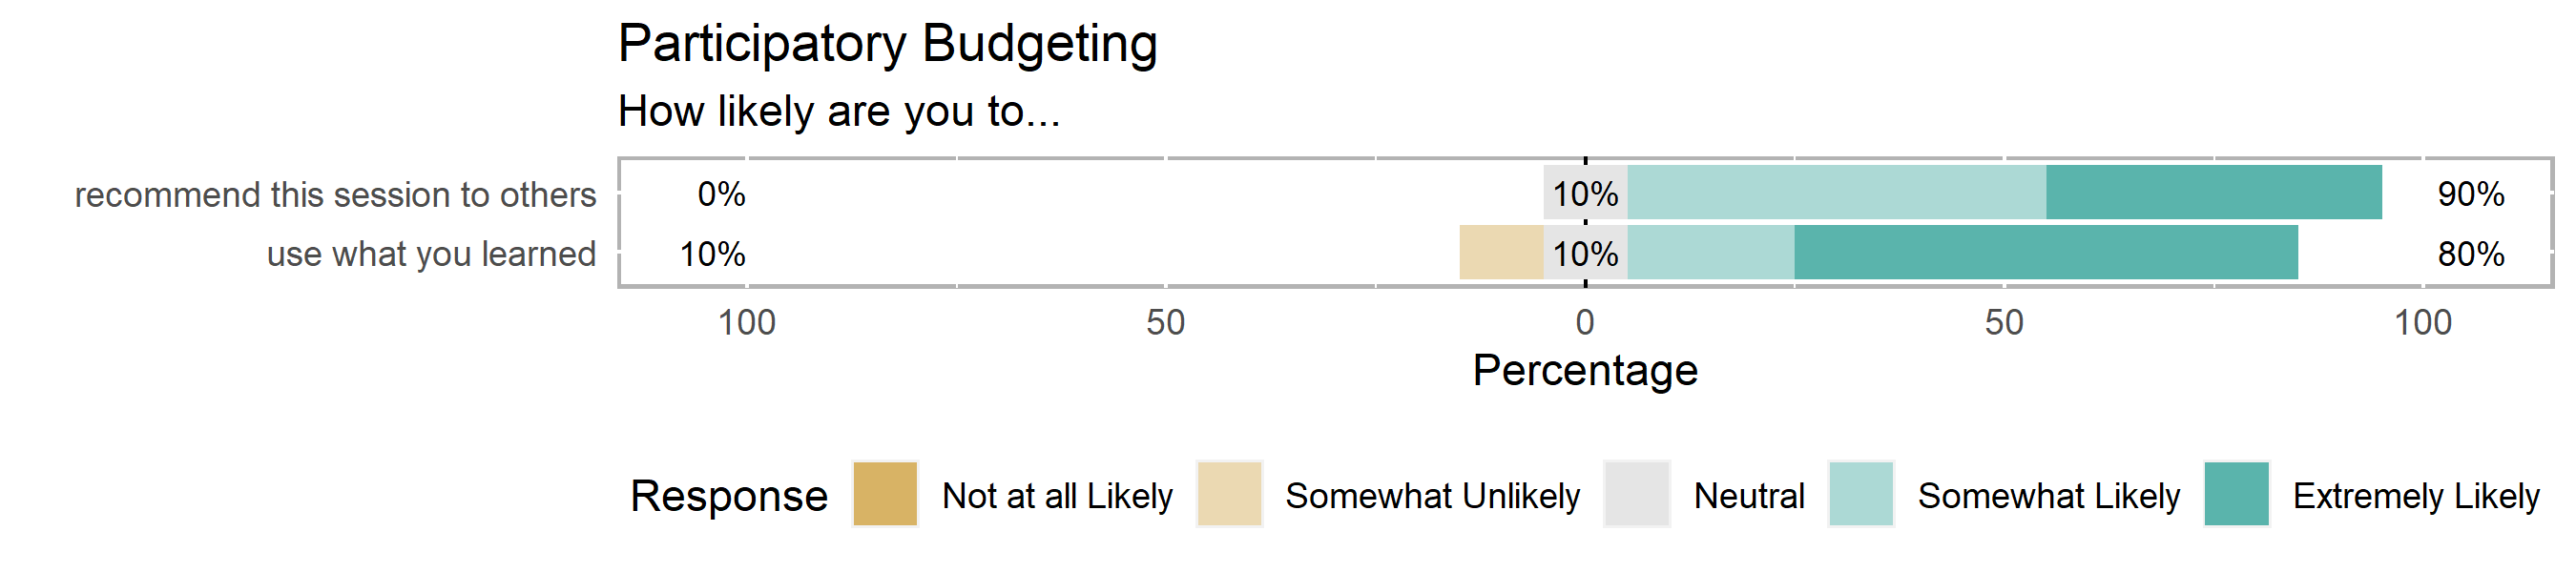 Participatory Budgeting
How likely are you to...
recommend this session to others 0% 10% 90%
use what you learned 10% 10% 80%
100 50 0 50 100
Percentage
Response Not at all Likely Somewhat Unlikely Neutral Somewhat Likely Extremely Likely